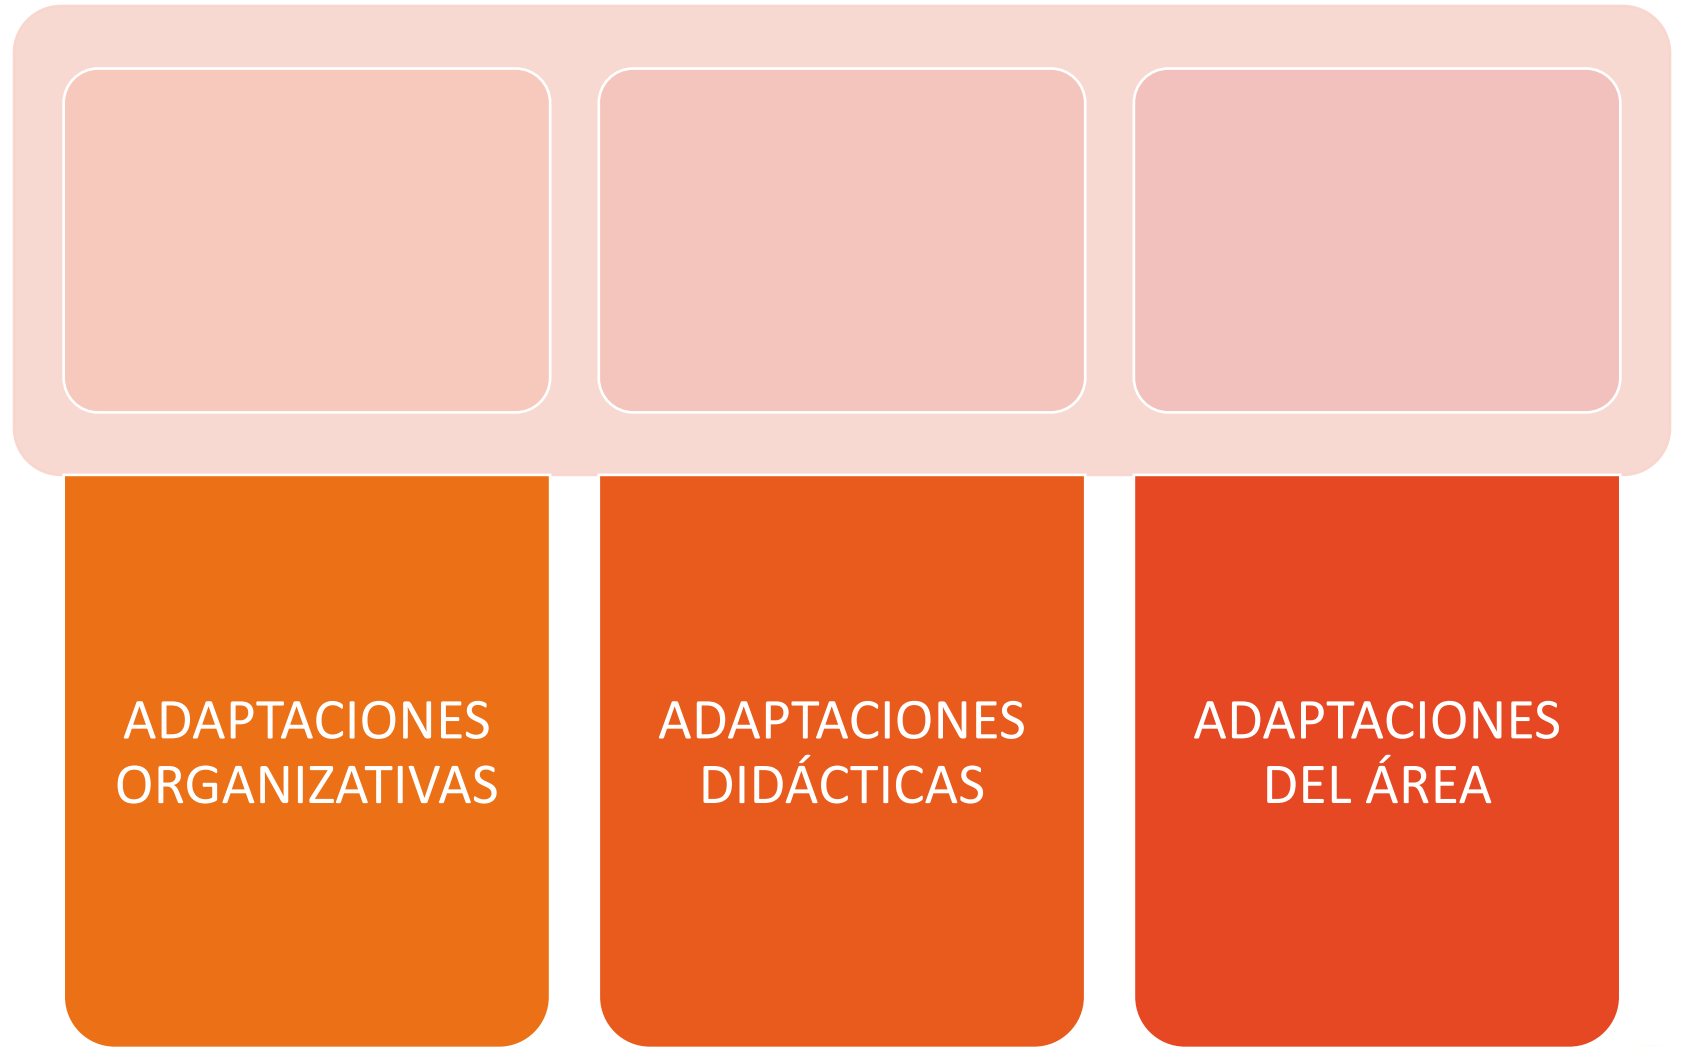 ADAPTACIONES
ORGANIZATIVAS
ADAPTACIONES
DIDÁCTICAS
ADAPTACIONES
DEL ÁREA